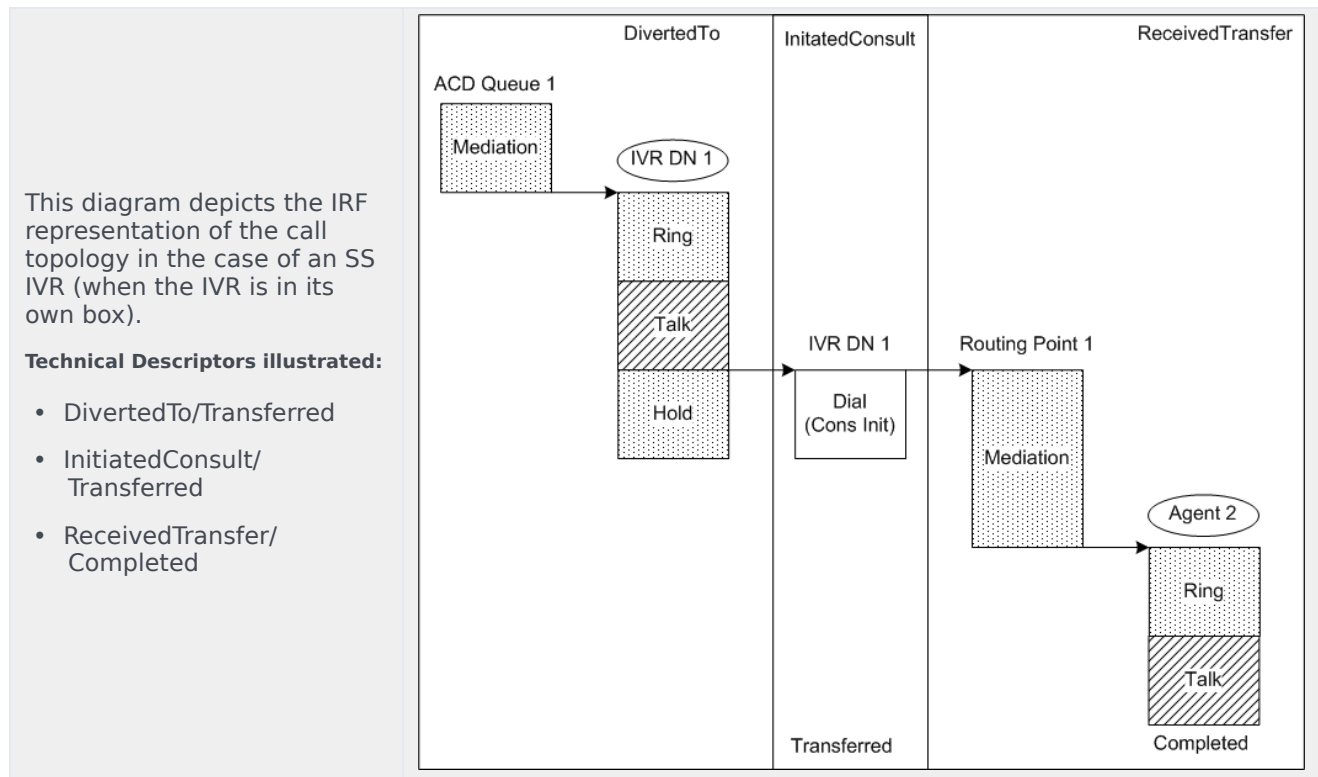 This diagram depicts the IRF
representation of the call
topology in the case of an SS
IVR (when the IVR is in its
own box).
Technical Descriptors illustrated:
• DivertedTo/Transferred
• InitiatedConsult/
Transferred
• ReceivedTransfer/
Completed
DivertedTo
InitatedConsult
ReceivedTransfer
ACD Queue 1
Mediation
IVR DN 1
Ring
Talk
Hold
IVR DN 1
Dial
(Cons Init)
Routing Point 1
Mediation
Agent 2
Ring
Talk
Transferred
Completed